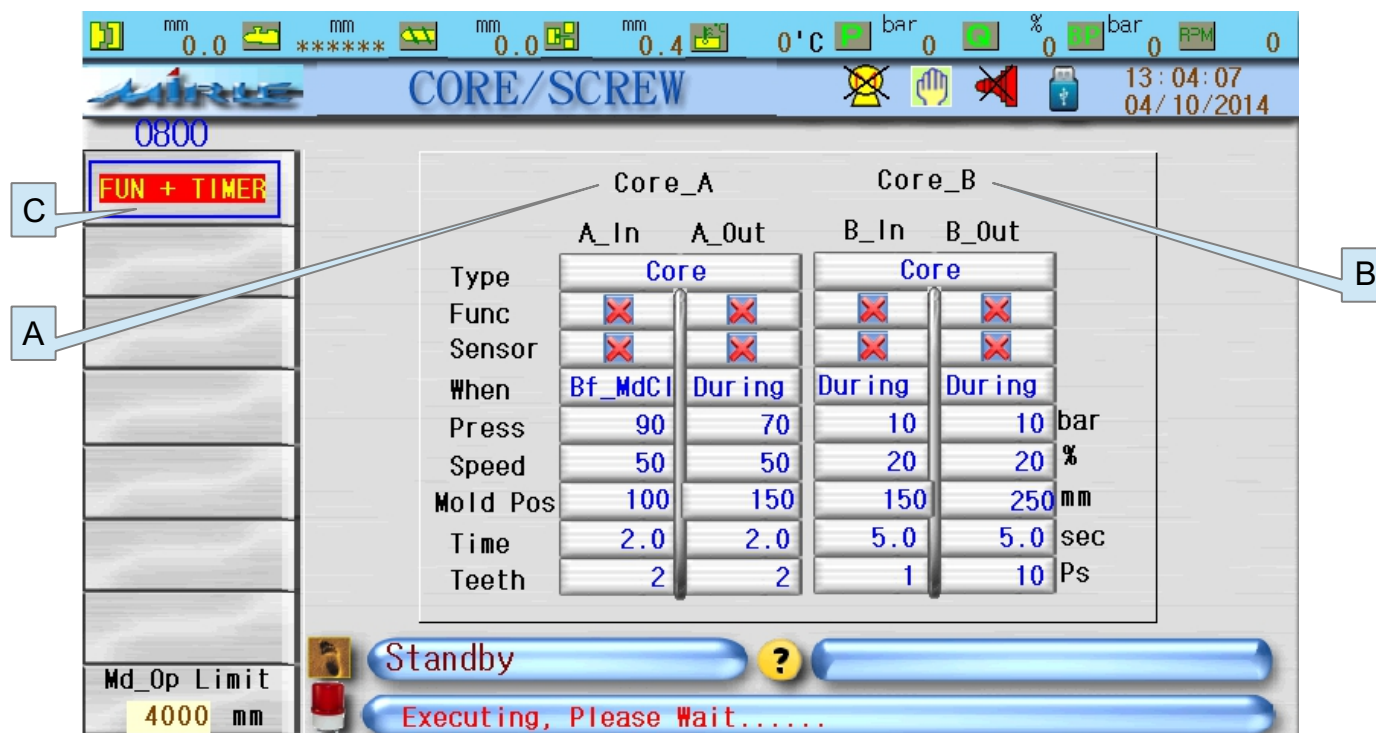 mm 0.0 mm ****** mm 0.0 mm 0.4 0'C P bar 0 Q % 0 BP bar 0 RPM 0
MIRLE CORE/SCREW 13:04:07
04/10/2014
0800
FUN + TIMER
C
A
B
Core_A Core_B
A_In A_Out B_In B_Out
Type Core Core
Func
Sensor
When Bf_MdCl During During During
Press 90 70 10 10 bar
Speed 50 50 20 20 %
Mold Pos 100 150 150 250 mm
Time 2.0 2.0 5.0 5.0 sec
Teeth 2 2 1 10 Ps
Standby ?
Md_Op Limit
4000 mm
Executing, Please Wait......